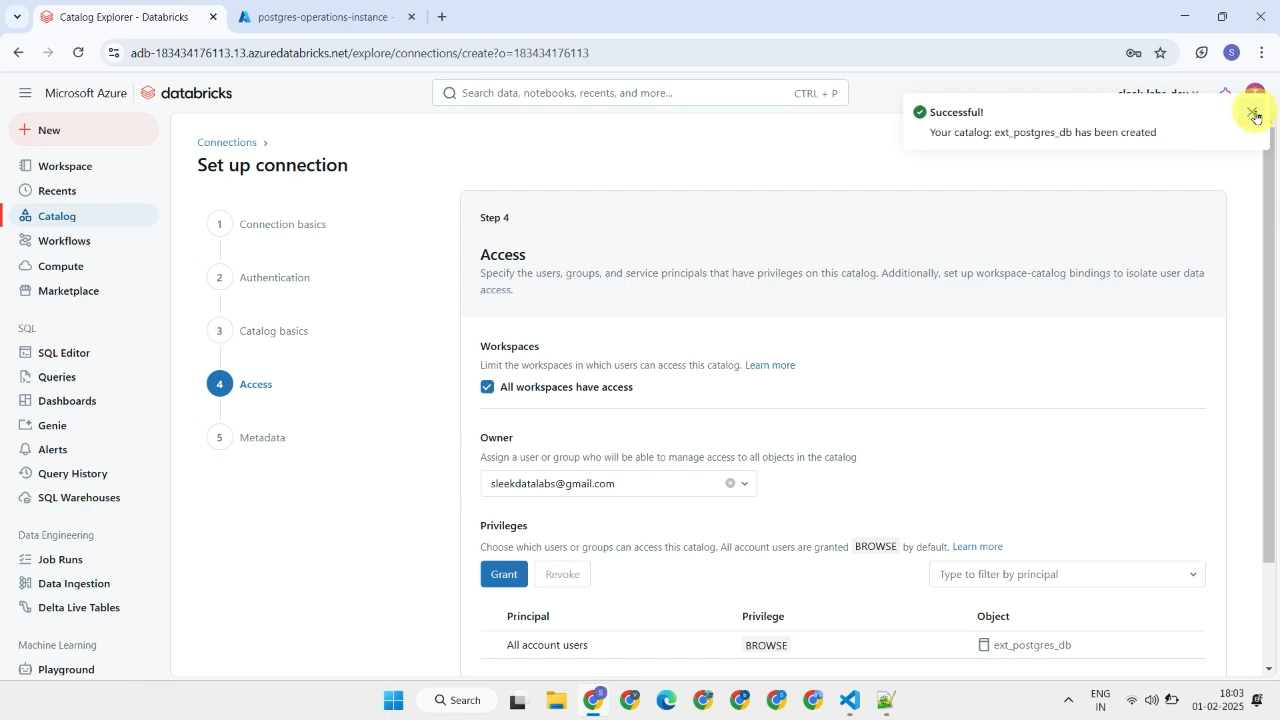 Catalog Explorer - Databricks
postgres-operations-instance -
adb-183434176113.13.azuredatabricks.net/explore/connections/create?o=183434176113
S
Microsoft Azure
databricks
Search data, notebooks, recents, and more...
CTRL + P
Successful!
Your catalog: ext_postgres_db has been created
New
Workspace
Recents
Catalog
Workflows
Compute
Marketplace
SQL
SQL Editor
Queries
Dashboards
Genie
Alerts
Query History
SQL Warehouses
Data Engineering
Job Runs
Data Ingestion
Delta Live Tables
Machine Learning
Playground
Connections
Set up connection
1 Connection basics
2 Authentication
3 Catalog basics
4 Access
5 Metadata
Step 4
Access
Specify the users, groups, and service principals that have privileges on this catalog. Additionally, set up workspace-catalog bindings to isolate user data
access.
Workspaces
Limit the workspaces in which users can access this catalog. Learn more
All workspaces have access
Owner
Assign a user or group who will be able to manage access to all objects in the catalog
sleekdatalabs@gmail.com
Privileges
Choose which users or groups can access this catalog. All account users are granted BROWSE by default. Learn more
Grant
Revoke
Type to filter by principal
Principal Privilege Object
All account users BROWSE ext_postgres_db
Search
ENG
IN
18:03
01-02-2025